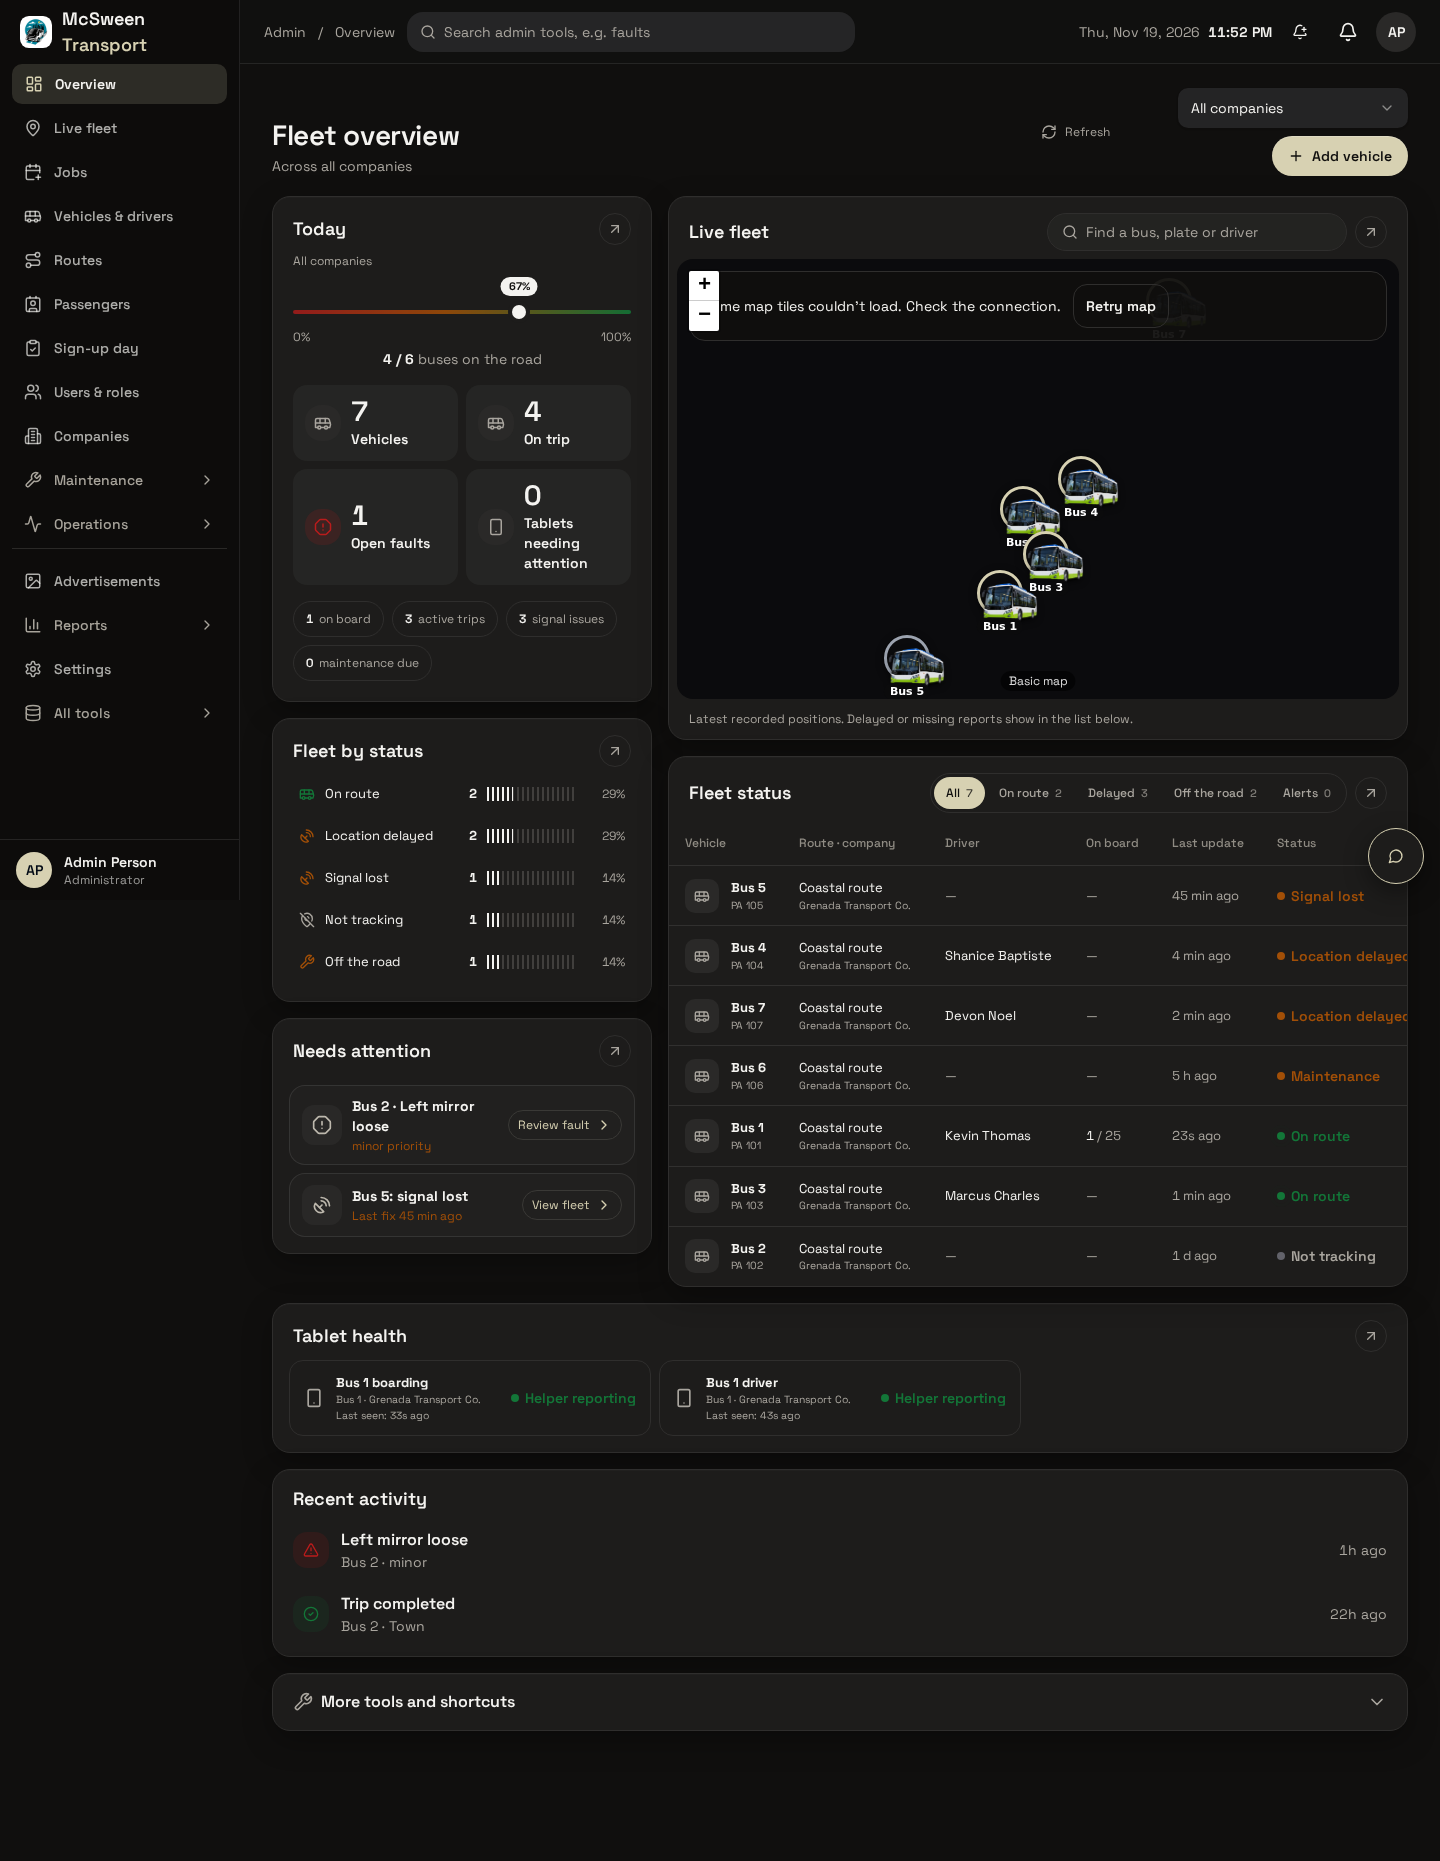 McSween
Transport
Admin / Overview
Search admin tools, e.g. faults
Thu, Nov 19, 2026 11:52 PM
AP
Overview
Live fleet
Jobs
Vehicles & drivers
Routes
Passengers
Sign-up day
Users & roles
Companies
Maintenance
Operations
Advertisements
Reports
Settings
All tools
AP
Admin Person
Administrator
Fleet overview
Across all companies
Refresh
All companies
+ Add vehicle
Today
All companies
67%
0% 100%
4 / 6 buses on the road
7
Vehicles
4
On trip
1
Open faults
0
Tablets
needing
attention
1 on board
3 active trips
3 signal issues
0 maintenance due
Live fleet
Find a bus, plate or driver
+
−
me map tiles couldn't load. Check the connection.
Retry map
Bus 7
Bus 4
Bus
Bus 3
Bus 1
Bus 5
Basic map
Latest recorded positions. Delayed or missing reports show in the list below.
Fleet by status
On route 2 29%
Location delayed 2 29%
Signal lost 1 14%
Not tracking 1 14%
Off the road 1 14%
Needs attention
Bus 2 · Left mirror
loose
minor priority
Review fault
Bus 5: signal lost
Last fix 45 min ago
View fleet
Fleet status
All 7 On route 2 Delayed 3 Off the road 2 Alerts 0
Vehicle Route · company Driver On board Last update Status
Bus 5 Coastal route — — 45 min ago Signal lost
PA 105 Grenada Transport Co.
Bus 4 Coastal route Shanice Baptiste — 4 min ago Location delayed
PA 104 Grenada Transport Co.
Bus 7 Coastal route Devon Noel — 2 min ago Location delayed
PA 107 Grenada Transport Co.
Bus 6 Coastal route — — 5 h ago Maintenance
PA 106 Grenada Transport Co.
Bus 1 Coastal route Kevin Thomas 1 / 25 23s ago On route
PA 101 Grenada Transport Co.
Bus 3 Coastal route Marcus Charles — 1 min ago On route
PA 103 Grenada Transport Co.
Bus 2 Coastal route — — 1 d ago Not tracking
PA 102 Grenada Transport Co.
Tablet health
Bus 1 boarding
Bus 1 · Grenada Transport Co.
Last seen: 33s ago
Helper reporting
Bus 1 driver
Bus 1 · Grenada Transport Co.
Last seen: 43s ago
Helper reporting
Recent activity
Left mirror loose
Bus 2 · minor
1h ago
Trip completed
Bus 2 · Town
22h ago
More tools and shortcuts